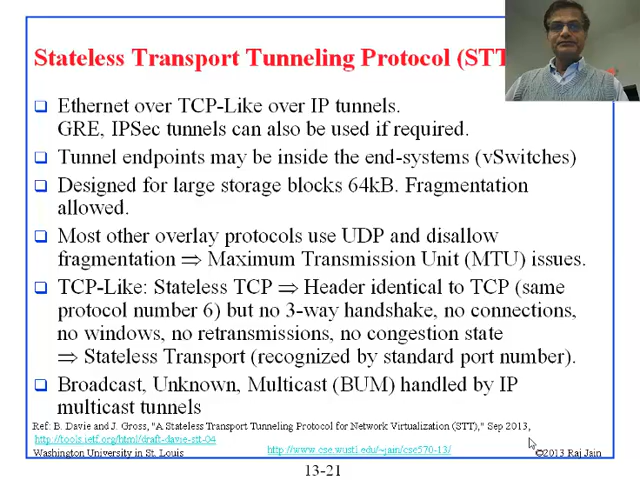 Stateless Transport Tunneling Protocol (STT
❑ Ethernet over TCP-Like over IP tunnels.
GRE, IPSec tunnels can also be used if required.
❑ Tunnel endpoints may be inside the end-systems (vSwitches)
❑ Designed for large storage blocks 64kB. Fragmentation
allowed.
❑ Most other overlay protocols use UDP and disallow
fragmentation ⇒ Maximum Transmission Unit (MTU) issues.
❑ TCP-Like: Stateless TCP ⇒ Header identical to TCP (same
protocol number 6) but no 3-way handshake, no connections,
no windows, no retransmissions, no congestion state
⇒ Stateless Transport (recognized by standard port number).
❑ Broadcast, Unknown, Multicast (BUM) handled by IP
multicast tunnels
Ref: B. Davie and J. Gross, "A Stateless Transport Tunneling Protocol for Network Virtualization (STT)," Sep 2013,
http://tools.ietf.org/html/draft-davie-stt-04
Washington University in St. Louis http://www.cse.wustl.edu/~jain/cse570-13/ ©2013 Raj Jain
13-21